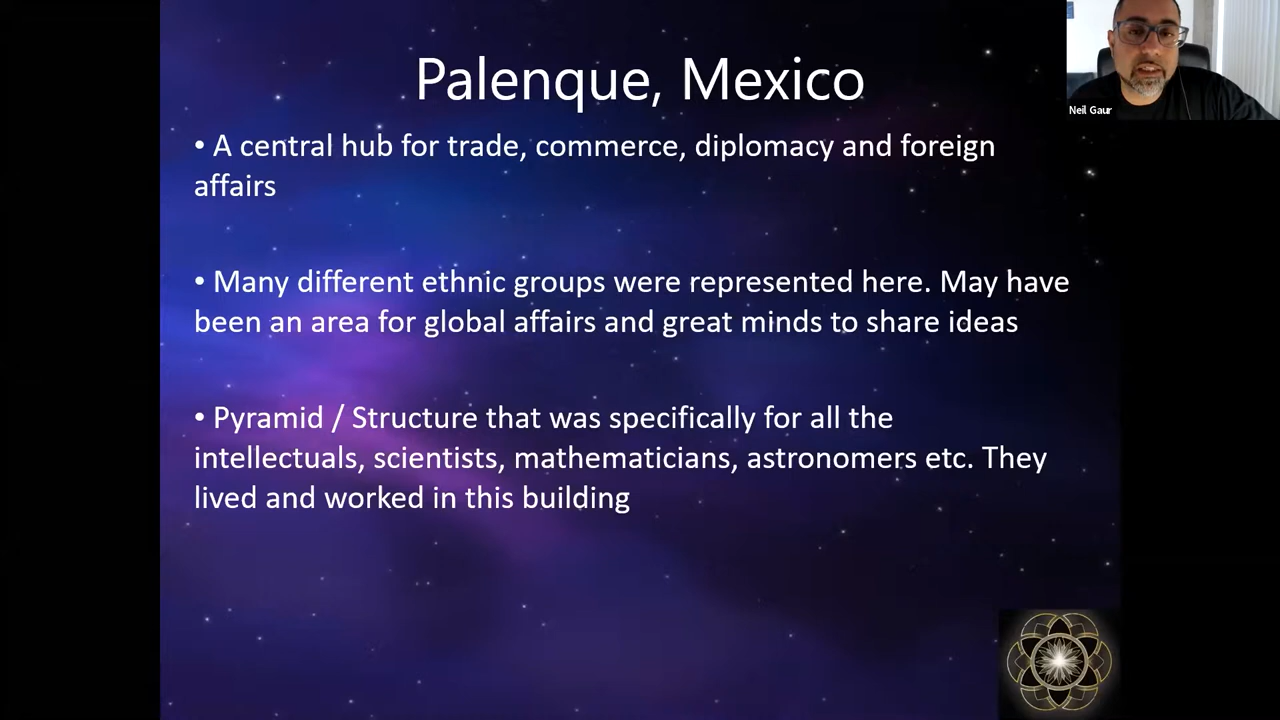 Palenque, Mexico
Neil Gaur
• A central hub for trade, commerce, diplomacy and foreign
affairs
• Many different ethnic groups were represented here. May have
been an area for global affairs and great minds to share ideas
• Pyramid / Structure that was specifically for all the
intellectuals, scientists, mathematicians, astronomers etc. They
lived and worked in this building